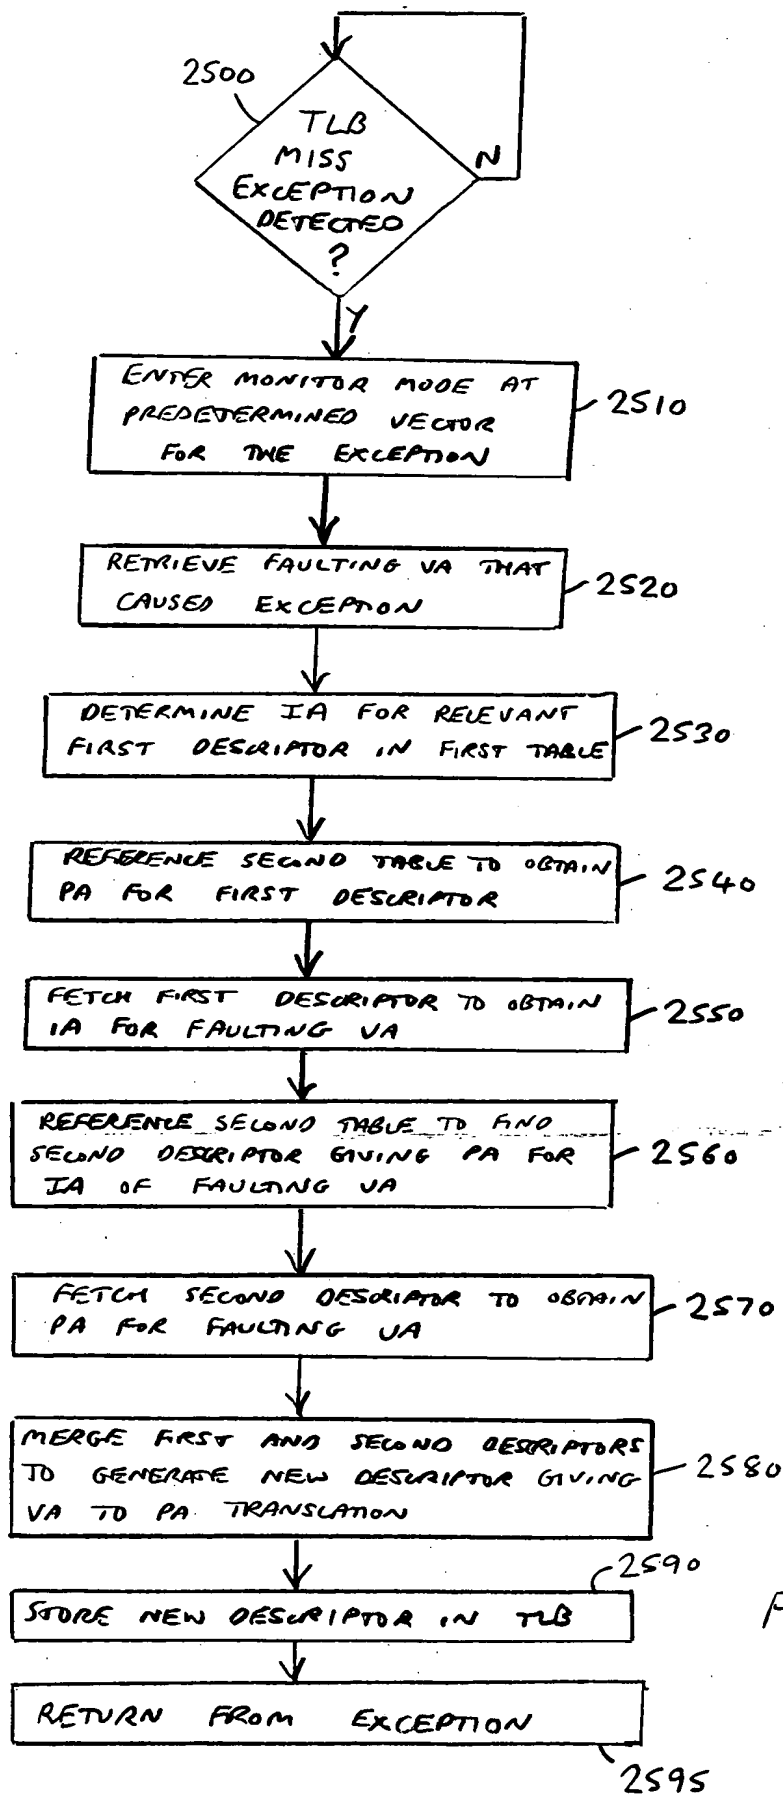 2500
TLB
MISS
EXCEPTION
DETECTED
?
N
Y
ENTER MONITOR MODE AT
PREDETERMINED VECTOR
FOR THE EXCEPTION
2510
RETRIEVE FAULTING VA THAT
CAUSED EXCEPTION
2520
DETERMINE IA FOR RELEVANT
FIRST DESCRIPTOR IN FIRST TABLE
2530
REFERENCE SECOND TABLE TO OBTAIN
PA FOR FIRST DESCRIPTOR
2540
FETCH FIRST DESCRIPTOR TO OBTAIN
IA FOR FAULTING VA
2550
REFERENCE SECOND TABLE TO FIND
SECOND DESCRIPTOR GIVING PA FOR
IA OF FAULTING VA
2560
FETCH SECOND DESCRIPTOR TO OBTAIN
PA FOR FAULTING VA
2570
MERGE FIRST AND SECOND DESCRIPTORS
TO GENERATE NEW DESCRIPTOR GIVING
VA TO PA TRANSLATION
2580
2590
STORE NEW DESCRIPTOR IN TLB
RETURN FROM EXCEPTION
2595